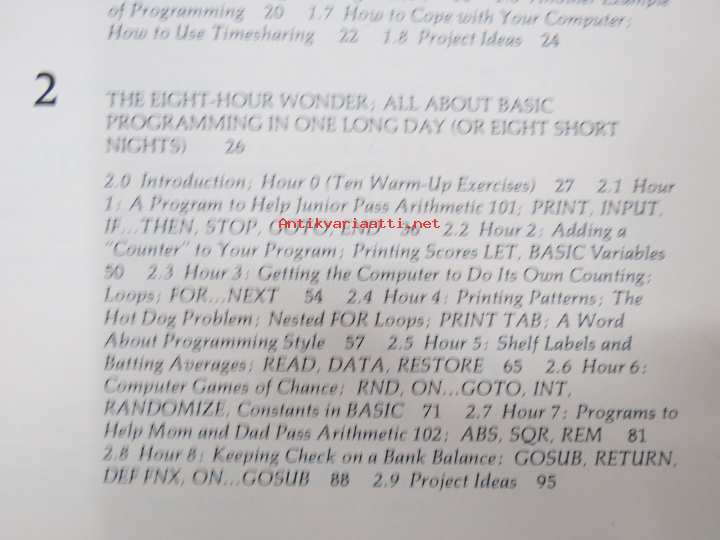 of Programming 20 1.7 How to Cope with Your Computer;
How to Use Timesharing 22 1.8 Project Ideas 24
2
THE EIGHT-HOUR WONDER; ALL ABOUT BASIC
PROGRAMMING IN ONE LONG DAY (OR EIGHT SHORT
NIGHTS) 26
2.0 Introduction; Hour 0 (Ten Warm-Up Exercises) 27 2.1 Hour
1; A Program to Help Junior Pass Arithmetic 101; PRINT, INPUT,
IF...THEN, STOP, GOTO, END 2.2 Hour 2: Adding a
Antikvariaatti.net
"Counter" to Your Program; Printing Scores LET, BASIC Variables
50 2.3 Hour 3: Getting the Computer to Do Its Own Counting;
Loops; FOR...NEXT 54 2.4 Hour 4: Printing Patterns; The
Hot Dog Problem; Nested FOR Loops; PRINT TAB; A Word
About Programming Style 57 2.5 Hour 5: Shelf Labels and
Batting Averages; READ, DATA, RESTORE 65 2.6 Hour 6:
Computer Games of Chance; RND, ON...GOTO, INT,
RANDOMIZE, Constants in BASIC 71 2.7 Hour 7: Programs to
Help Mom and Dad Pass Arithmetic 102; ABS, SQR, REM 81
2.8 Hour 8: Keeping Check on a Bank Balance; GOSUB, RETURN,
DEF FNX, ON...GOSUB 88 2.9 Project Ideas 95